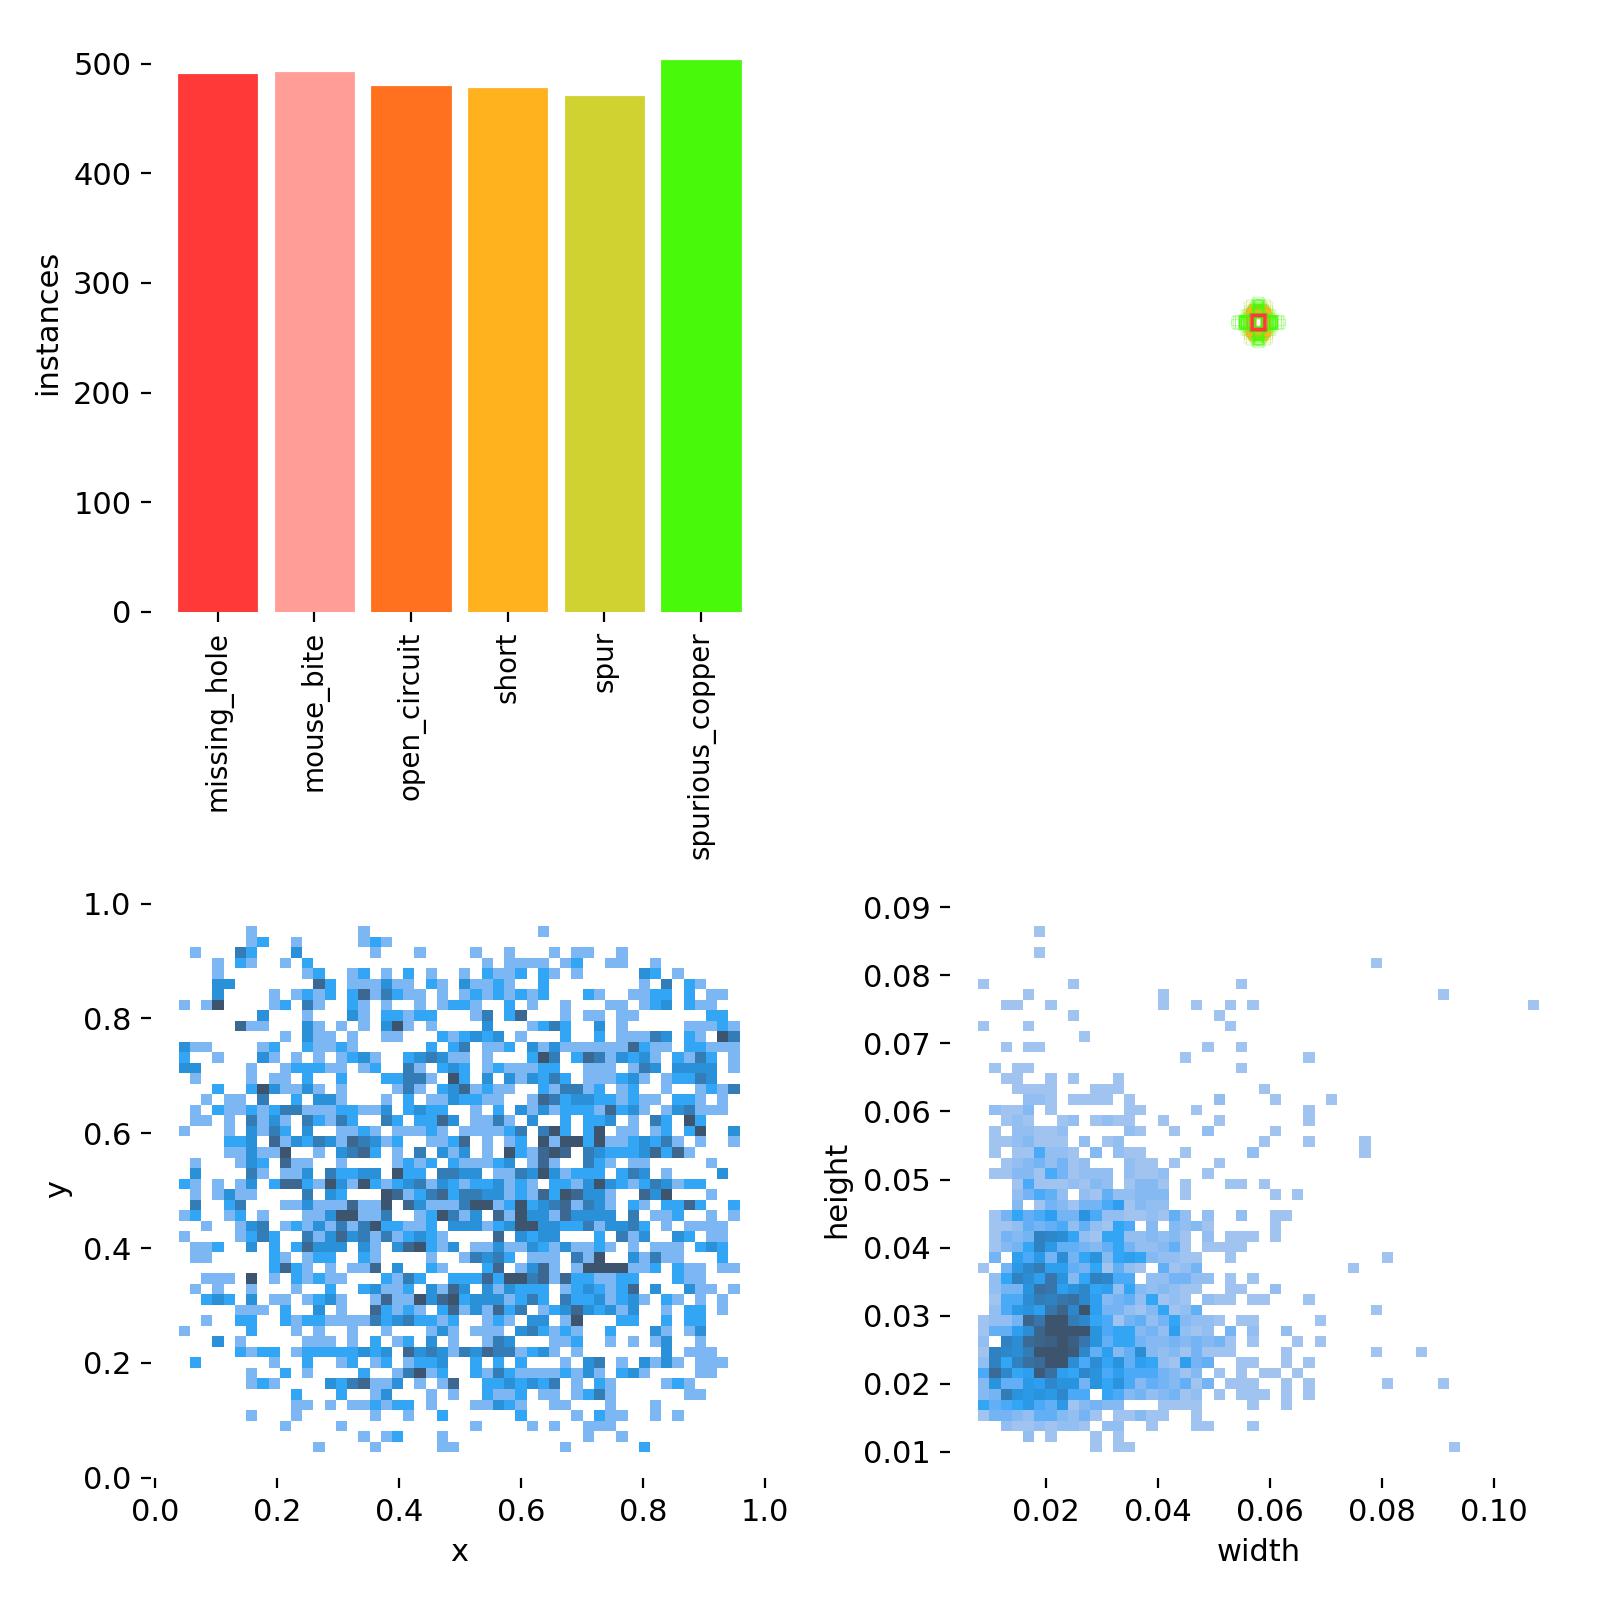 500
400
300
200
100
0
instances
missing_hole
mouse_bite
open_circuit
short
spur
spurious_copper
1.0
0.8
0.6
0.4
0.2
0.0
y
0.0 0.2 0.4 0.6 0.8 1.0
x
0.09
0.08
0.07
0.06
0.05
0.04
0.03
0.02
0.01
height
0.02 0.04 0.06 0.08 0.10
width